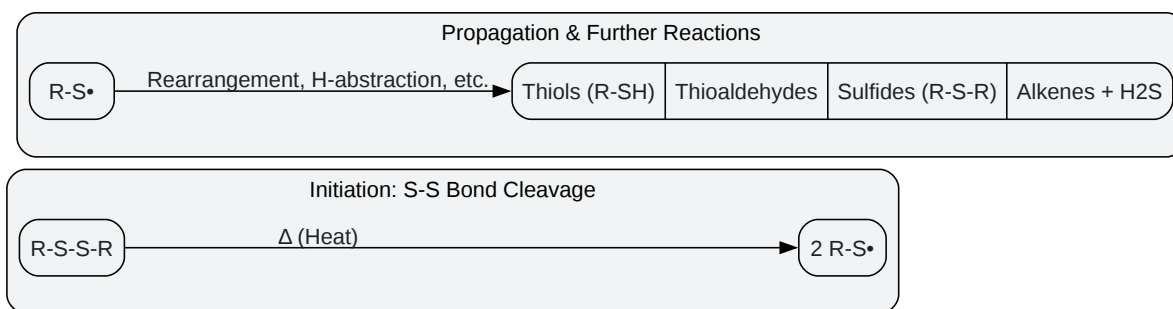 Propagation & Further Reactions
R-S• Rearrangement, H-abstraction, etc. Thiols (R-SH) Thioaldehydes Sulfides (R-S-R) Alkenes + H2S
Initiation: S-S Bond Cleavage
R-S-S-R Δ (Heat) 2 R-S•